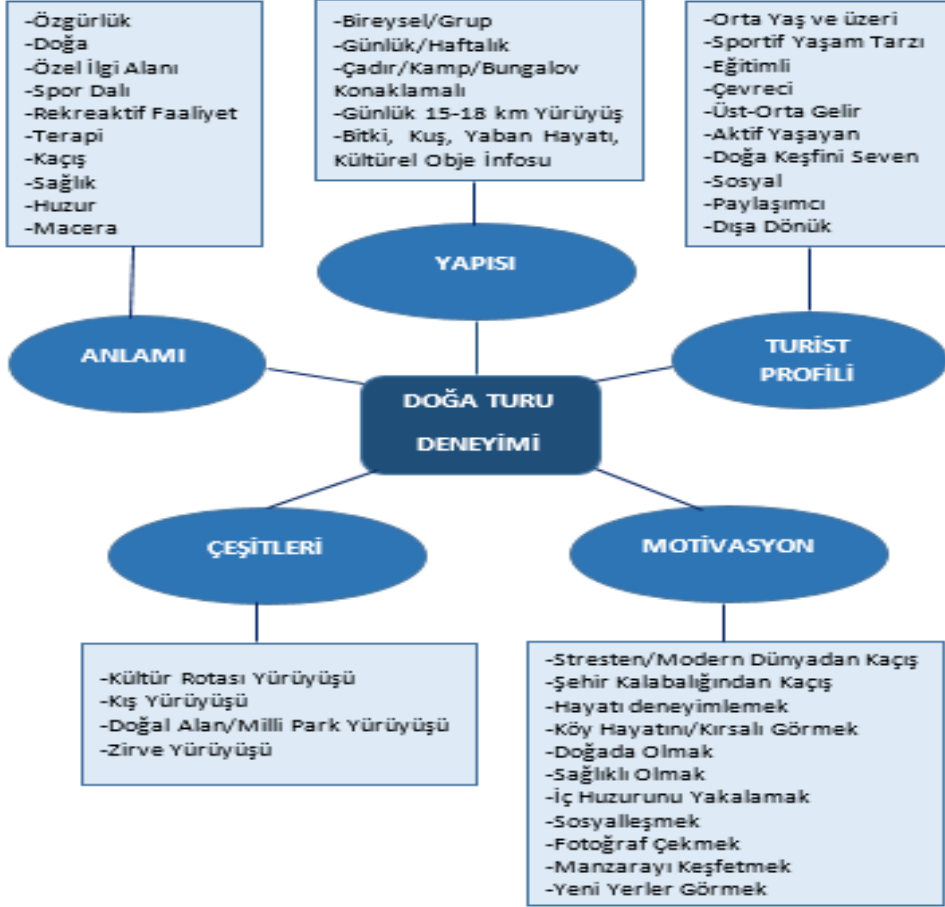 -Özgürlük
-Doğa
-Özel İlgi Alanı
-Spor Dalı
-Rekreaktif Faaliyet
-Terapi
-Kaçış
-Sağlık
-Huzur
-Macera
-Bireysel/Grup
-Günlük/Haftalık
-Çadır/Kamp/Bungalov
Konaklamalı
-Günlük 15-18 km Yürüyüş
-Bitki, Kuş, Yaban Hayatı,
Kültürel Obje İnfosu
-Orta Yaş ve üzeri
-Sportif Yaşam Tarzı
-Eğitimli
-Çevreci
-Üst-Orta Gelir
-Aktif Yaşayan
-Doğa Keşfini Seven
-Sosyal
-Paylaşımcı
-Dışa Dönük
YAPISI
ANLAMI
TURİST
PROFİLİ
DOĞA TURU
DENEYİMİ
ÇEŞİTLERİ
MOTİVASYON
-Kültür Rotası Yürüyüşü
-Kış Yürüyüşü
-Doğal Alan/Milli Park Yürüyüşü
-Zirve Yürüyüşü
-Stresten/Modern Dünyadan Kaçış
-Şehir Kalabalığından Kaçış
-Hayatı deneyimlemek
-Köy Hayatını/Kırsalı Görmek
-Doğada Olmak
-Sağlıklı Olmak
-İç Huzurunu Yakalamak
-Sosyalleşmek
-Fotoğraf Çekmek
-Manzarayı Keşfetmek
-Yeni Yerler Görmek